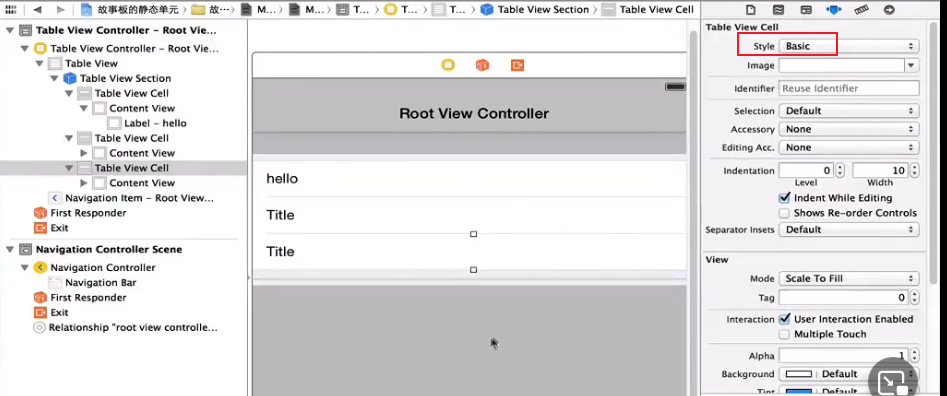 故事板的静态单元 故… M… M… T… T… T… Table View Section Table View Cell
Table View Controller – Root Vie...
Table View Controller – Root Vie...
Table View
Table View Section
Table View Cell
Content View
Label – hello
Table View Cell
Content View
Table View Cell
Content View
Navigation Item – Root View...
First Responder
Exit
Navigation Controller Scene
Navigation Controller
Navigation Bar
First Responder
Exit
Relationship "root view controlle...
Root View Controller
hello
Title
Title
Table View Cell
Style Basic
Image
Identifier Reuse Identifier
Selection Default
Accessory None
Editing Acc. None
Indentation 0 10
Level Width
Indent While Editing
Shows Re-order Controls
Separator Insets Default
View
Mode Scale To Fill
Tag 0
Interaction User Interaction Enabled
Multiple Touch
Alpha 1
Background Default
Tint Default